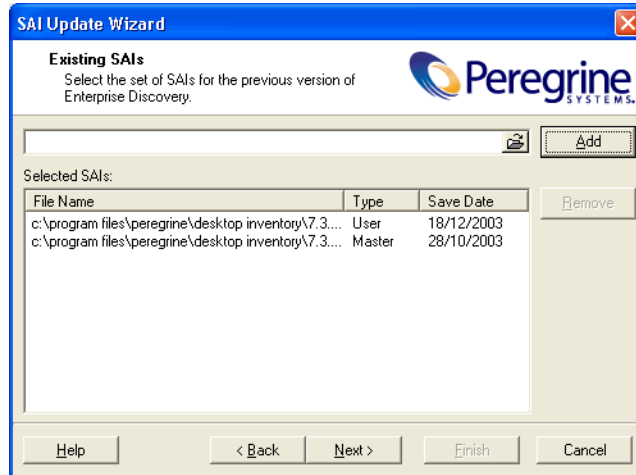 SAI Update Wizard
Existing SAIs
Select the set of SAIs for the previous version of
Enterprise Discovery.
Peregrine
SYSTEMS
Add
Selected SAIs:
File Name Type Save Date
c:\program files\peregrine\desktop inventory\7.3.... User 18/12/2003
c:\program files\peregrine\desktop inventory\7.3.... Master 28/10/2003
Remove
Help < Back Next > Finish Cancel